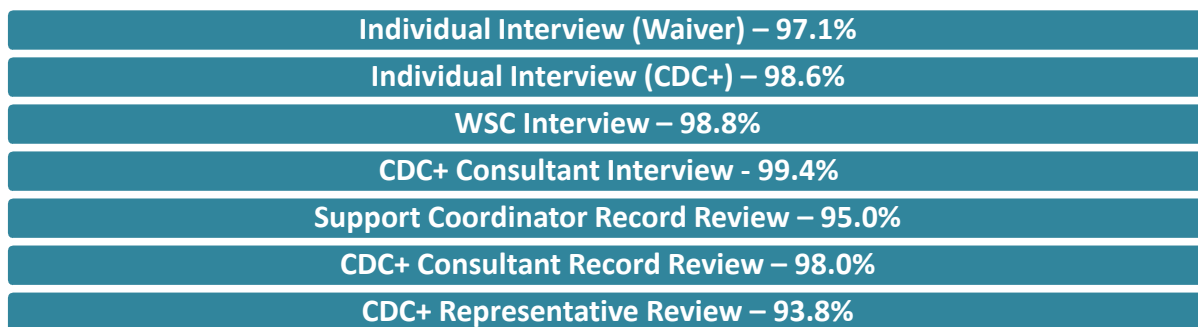 Individual Interview (Waiver) – 97.1%
Individual Interview (CDC+) – 98.6%
WSC Interview – 98.8%
CDC+ Consultant Interview - 99.4%
Support Coordinator Record Review – 95.0%
CDC+ Consultant Record Review – 98.0%
CDC+ Representative Review – 93.8%